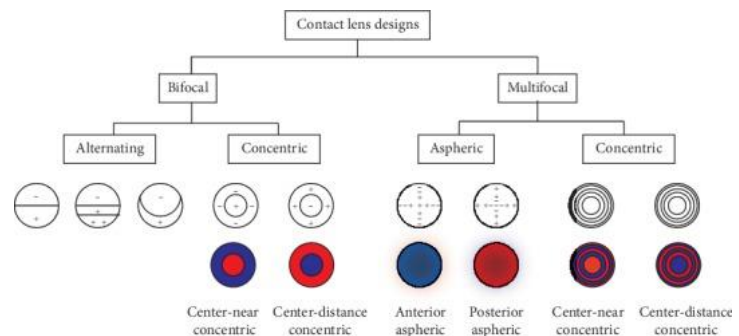 Contact lens designs
Bifocal
Multifocal
Alternating
Concentric
Aspheric
Concentric
Center-near
concentric
Center-distance
concentric
Anterior
aspheric
Posterior
aspheric
Center-near
concentric
Center-distance
concentric